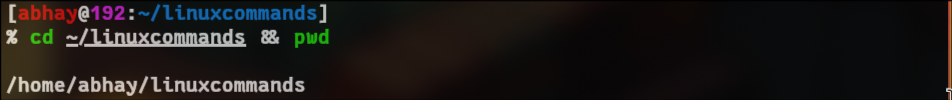 [abhay@192:~/linuxcommands]
% cd ~/linuxcommands && pwd
/home/abhay/linuxcommands